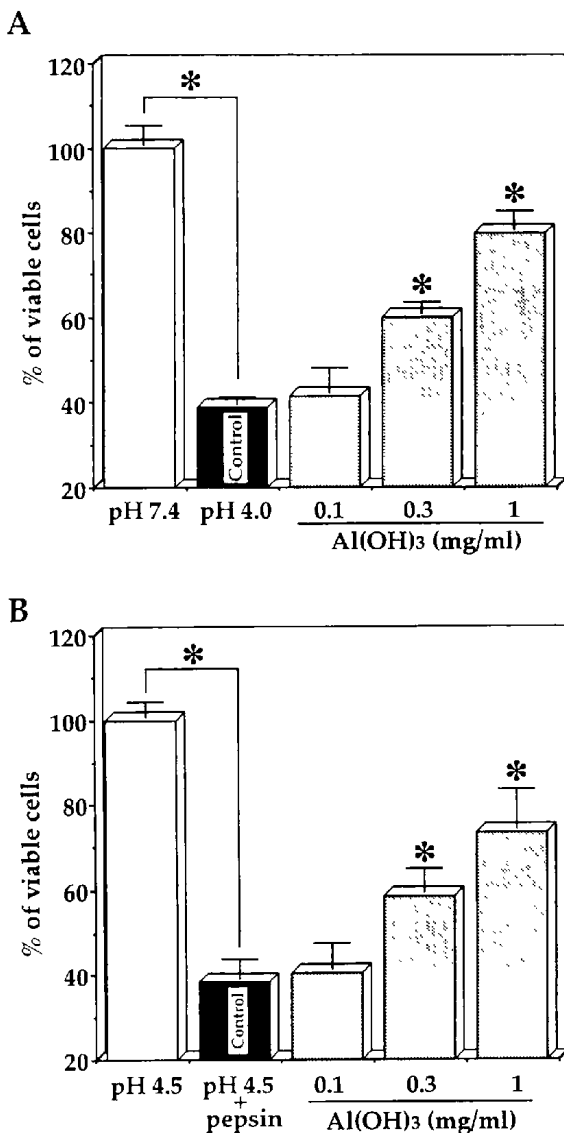 A
120
100
80
60
40
20
% of viable cells
*
*
*
Control
pH 7.4 pH 4.0 0.1 0.3 1
Al(OH)3 (mg/ml)
B
120
100
80
60
40
20
% of viable cells
*
*
*
Control
pH 4.5 pH 4.5 + pepsin 0.1 0.3 1
Al(OH)3 (mg/ml)